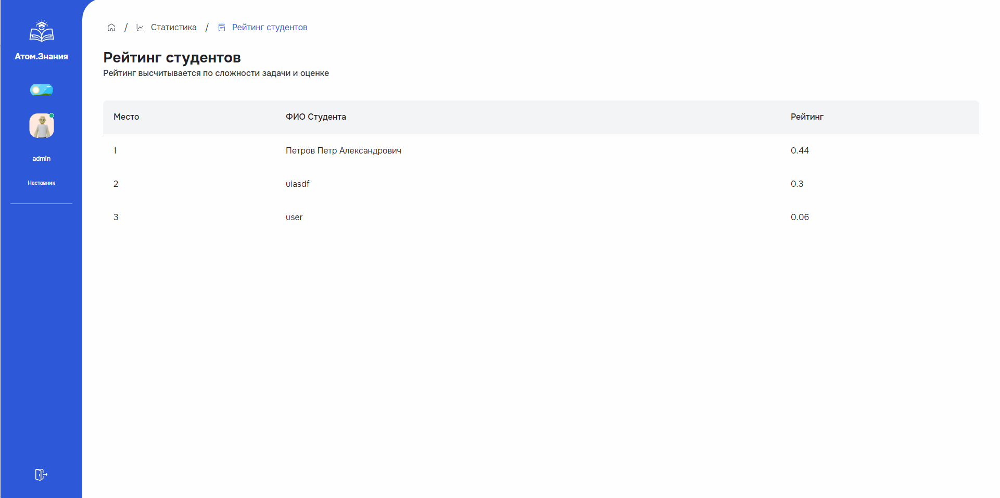 Атом.Знания
admin
Наставник
/ Статистика / Рейтинг студентов
Рейтинг студентов
Рейтинг высчитывается по сложности задачи и оценке
Место ФИО Студента Рейтинг
1 Петров Петр Александрович 0.44
2 uiasdf 0.3
3 user 0.06